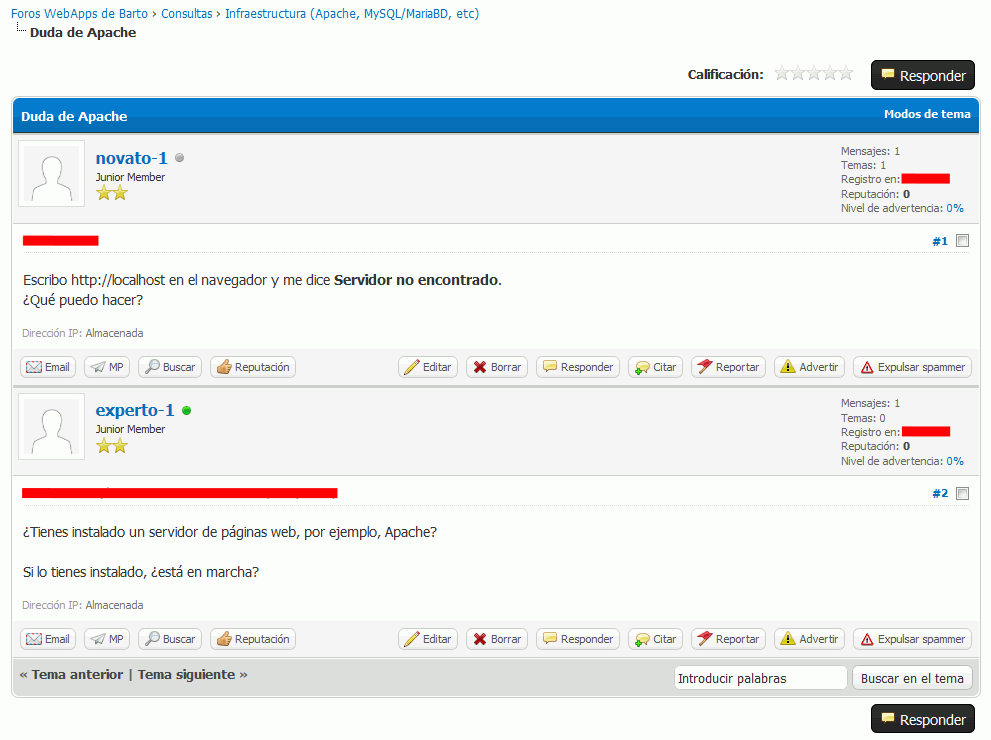 Foros WebApps de Barto › Consultas › Infraestructura (Apache, MySQL/MariaBD, etc)
Duda de Apache
Calificación:
Responder
Duda de Apache
Modos de tema
novato-1
Junior Member
Mensajes: 1
Temas: 1
Registro en:
Reputación: 0
Nivel de advertencia: 0%
#1
Escribo http://localhost en el navegador y me dice Servidor no encontrado.
¿Qué puedo hacer?
Dirección IP: Almacenada
Email MP Buscar Reputación Editar Borrar Responder Citar Reportar Advertir Expulsar spammer
experto-1
Junior Member
Mensajes: 1
Temas: 0
Registro en:
Reputación: 0
Nivel de advertencia: 0%
#2
¿Tienes instalado un servidor de páginas web, por ejemplo, Apache?
Si lo tienes instalado, ¿está en marcha?
Dirección IP: Almacenada
Email MP Buscar Reputación Editar Borrar Responder Citar Reportar Advertir Expulsar spammer
« Tema anterior | Tema siguiente »
Introducir palabras
Buscar en el tema
Responder